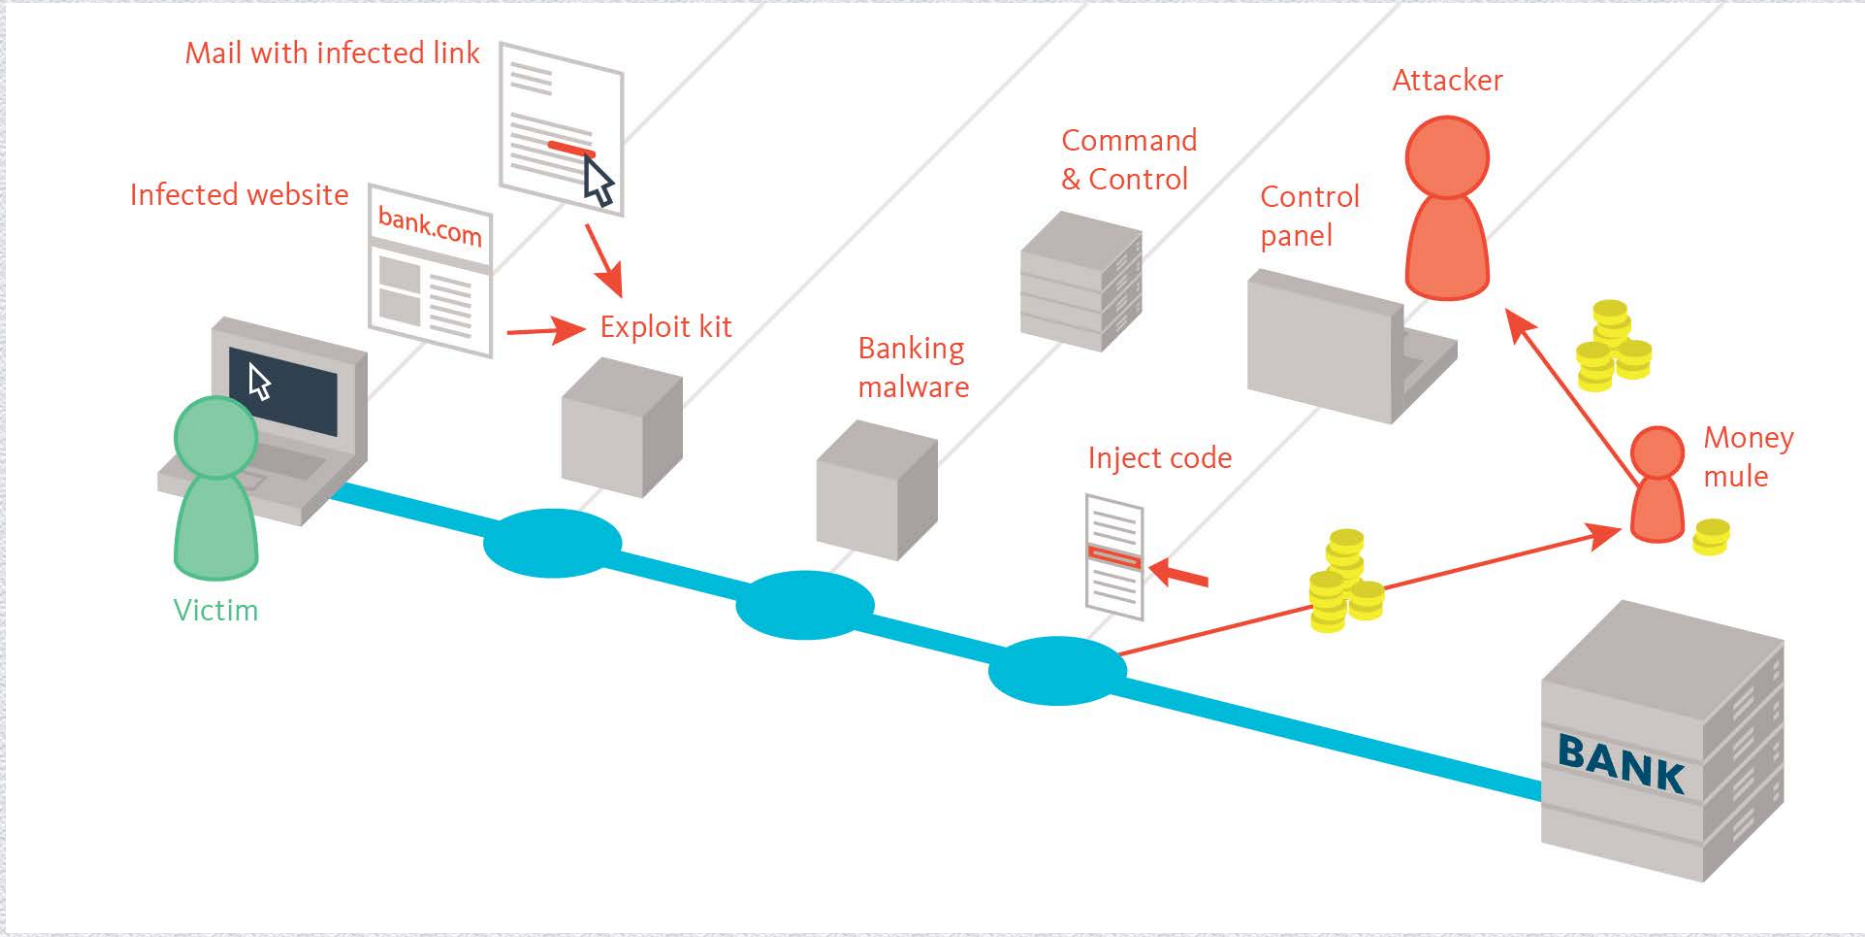 Mail with infected link
Attacker
Command
& Control
Infected website
bank.com
Control
panel
Exploit kit
Banking
malware
Money
mule
Inject code
Victim
BANK